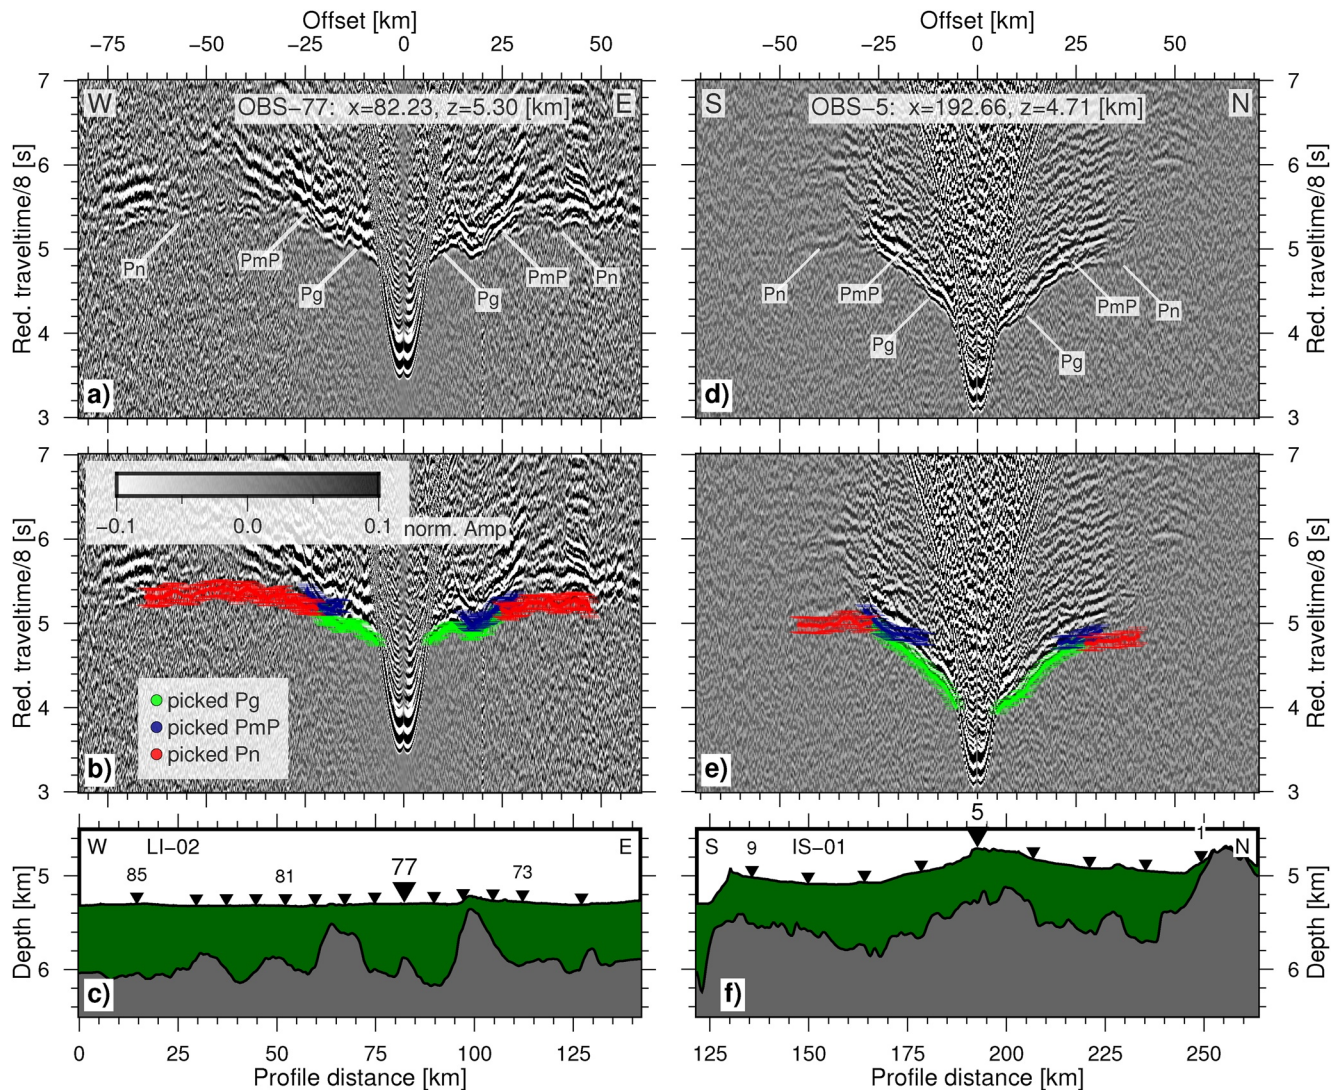 Offset [km]
Offset [km]
−75 −50 −25 0 25 50
−50 −25 0 25 50
7
6
5
4
3
Red. traveltime/8 [s]
W
OBS−77: x=82.23, z=5.30 [km]
E
Pn
PmP
Pg
Pg
PmP
Pn
a)
S
OBS−5: x=192.66, z=4.71 [km]
N
Pn
PmP
Pg
Pg
PmP
Pn
d)
7
6
5
4
3
Red. traveltime/8 [s]
7
6
5
4
3
Red. traveltime/8 [s]
−0.1 0.0 0.1 norm. Amp
picked Pg
picked PmP
picked Pn
b)
e)
7
6
5
4
3
Red. traveltime/8 [s]
W LI−02 E
85 81 77 73
5
6
Depth [km]
c)
0 25 50 75 100 125
Profile distance [km]
5
S 9 IS−01 1 N
5
6
Depth [km]
f)
125 150 175 200 225 250
Profile distance [km]